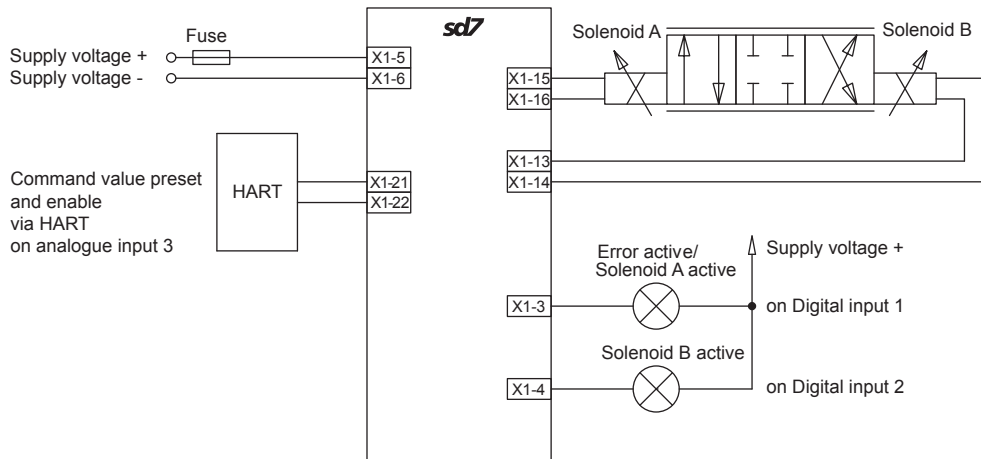 sd7
Fuse
Supply voltage +
Supply voltage -
X1-5
X1-6
Solenoid A
Solenoid B
X1-15
X1-16
X1-13
X1-14
Command value preset
and enable
via HART
on analogue input 3
HART
X1-21
X1-22
Error active/
Solenoid A active
Supply voltage +
X1-3
on Digital input 1
Solenoid B active
X1-4
on Digital input 2